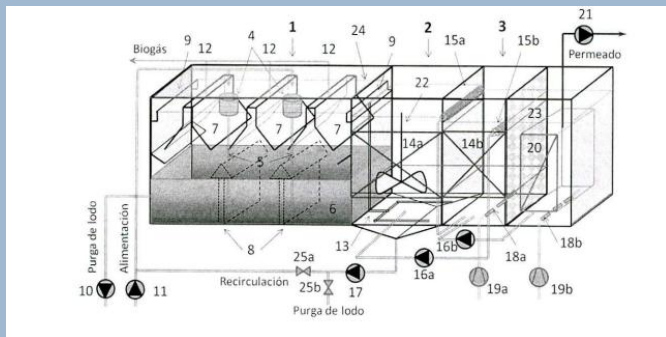 21
9 12 4 12 1 12 24 9 2 15a 3 15b
Biogás
Permeado
22
23
7 7 7 14a 14b 20
5
6
Purga de lodo
Alimentación
8
13
16b
18a
18b
25a
16a
Recirculación
10 11 25b 17 19a 19b
Purga de lodo